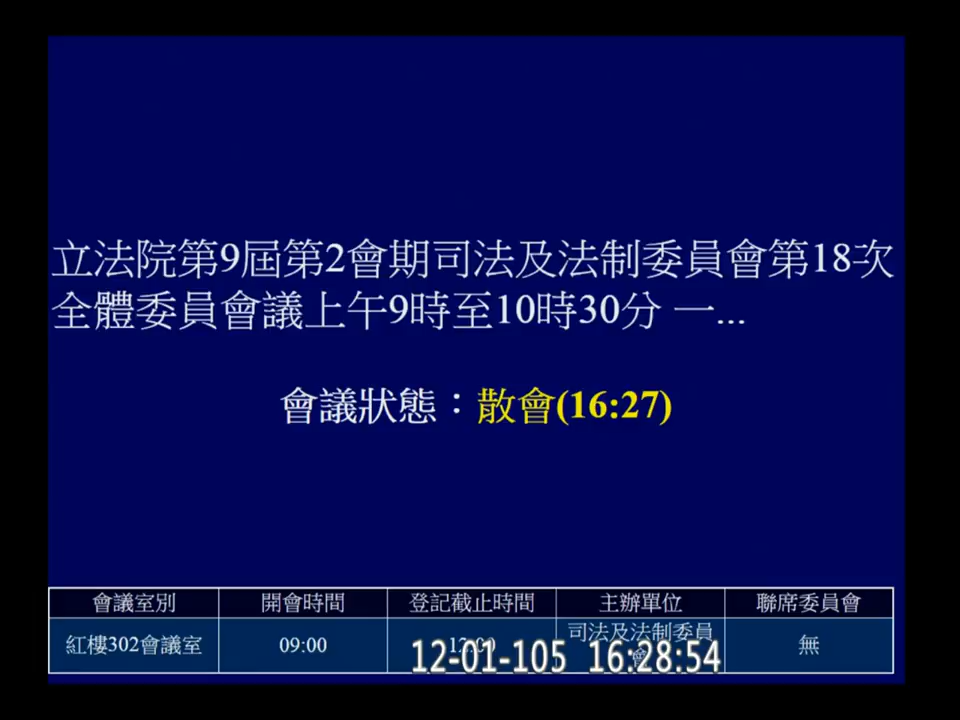 立法院第9屆第2會期司法及法制委員會第18次
全體委員會議上午9時至10時30分 一...
會議狀態：散會(16:27)
會議室別 開會時間 登記截止時間 主辦單位 聯席委員會
紅樓302會議室 09:00 司法及法制委員會 無
12-01-105 16:28:54